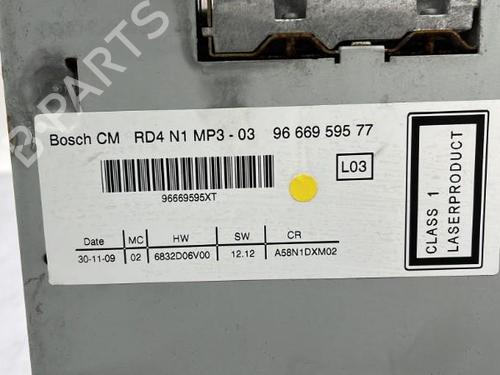 B-PARTS
Bosch CM RD4 N1 MP3 - 03 96 669 595 77
96669595XT
L03
CLASS 1
LASERPRODUCT
Date MC HW SW CR
30-11-09 02 6832D06V00 12.12 A58N1DXM02